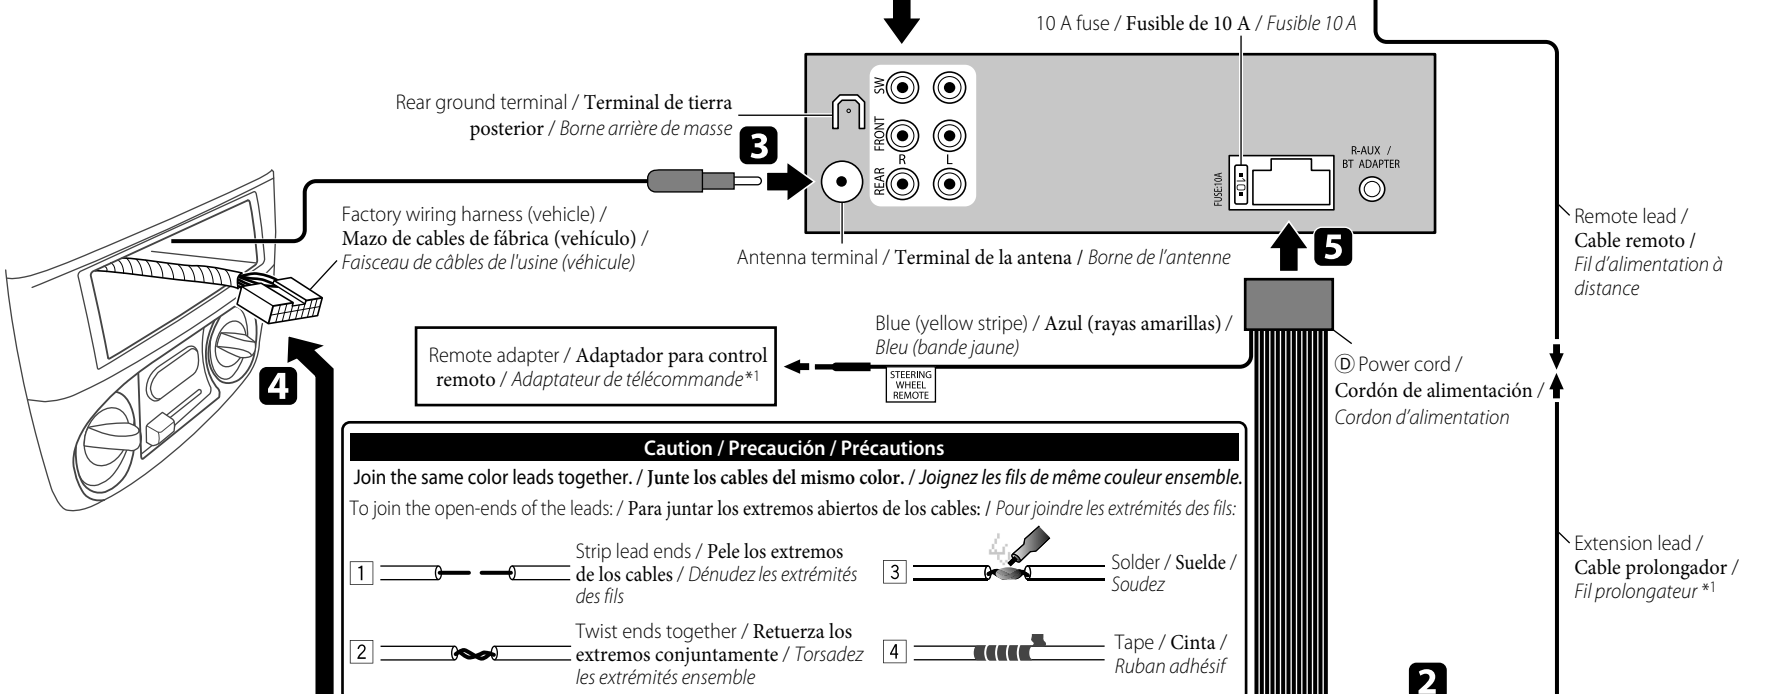 10 A fuse / Fusible de 10 A / Fusible 10 A
Rear ground terminal / Terminal de tierra
posterior / Borne arrière de masse
3
SW
FRONT
R L
REAR
FUSE:10A
10
R-AUX /
BT ADAPTER
Factory wiring harness (vehicle) /
Mazo de cables de fábrica (vehículo) /
Faisceau de câbles de l'usine (véhicule)
Antenna terminal / Terminal de la antena / Borne de l'antenne
5
Remote lead /
Cable remoto /
Fil d'alimentation à
distance
Blue (yellow stripe) / Azul (rayas amarillas) /
Bleu (bande jaune)
Remote adapter / Adaptador para control
remoto / Adaptateur de télécommande*1
STEERING
WHEEL
REMOTE
Ⓓ Power cord /
Cordón de alimentación /
Cordon d'alimentation
4
Caution / Precaución / Précautions
Join the same color leads together. / Junte los cables del mismo color. / Joignez les fils de même couleur ensemble.
To join the open-ends of the leads: / Para juntar los extremos abiertos de los cables: / Pour joindre les extrémités des fils:
1
Strip lead ends / Pele los extremos
de los cables / Dénudez les extrémités
des fils
2
Twist ends together / Retuerza los
extremos conjuntamente / Torsadez
les extrémités ensemble
3
Solder / Suelde /
Soudez
4
Tape / Cinta /
Ruban adhésif
Extension lead /
Cable prolongador /
Fil prolongateur *1
2